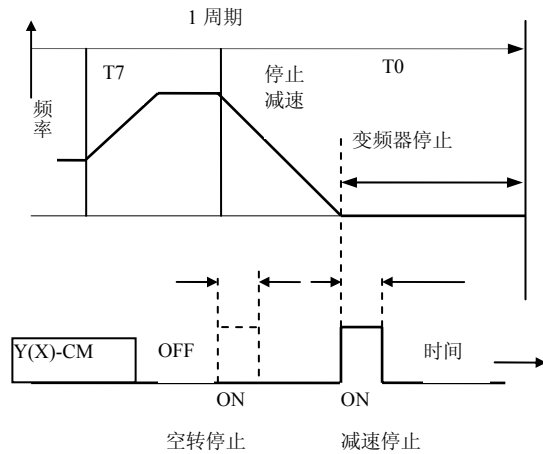 1 周期
T7
停止
减速
T0
频
率
变频器停止
Y(X)-CM
OFF
时间
ON
ON
空转停止
减速停止